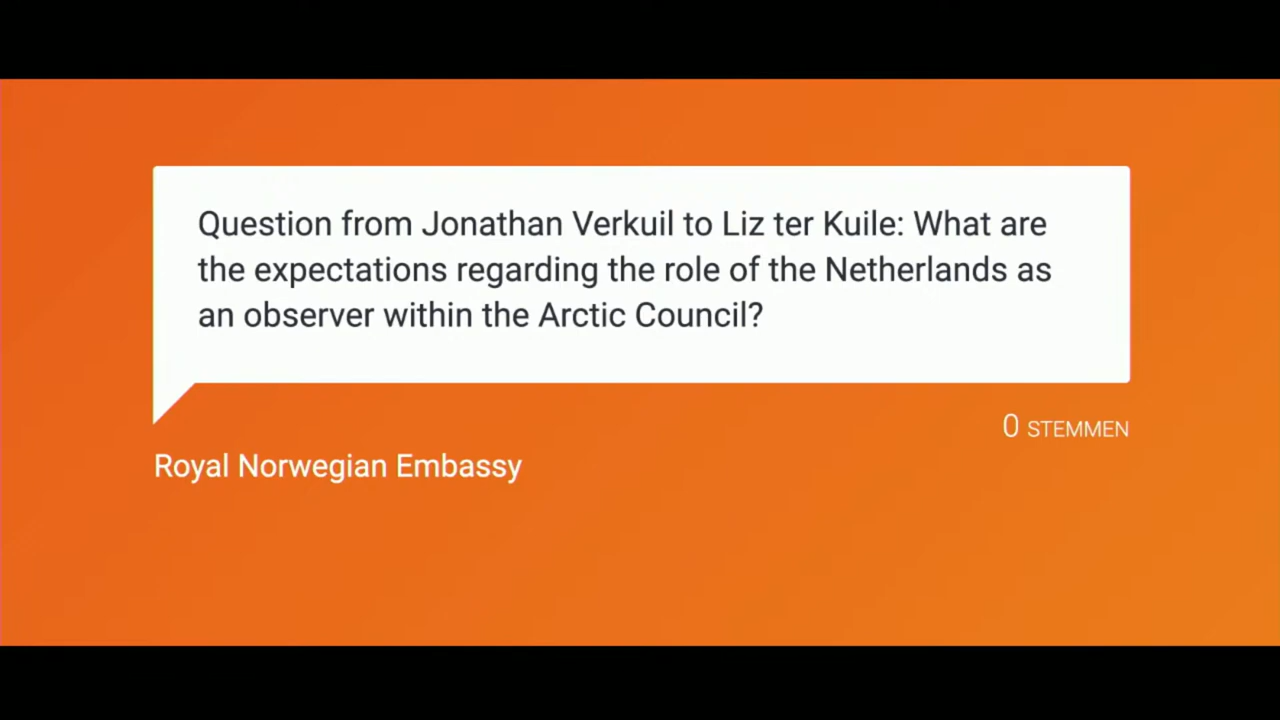 Question from Jonathan Verkuil to Liz ter Kuile: What are
the expectations regarding the role of the Netherlands as
an observer within the Arctic Council?
0 STEMMEN
Royal Norwegian Embassy